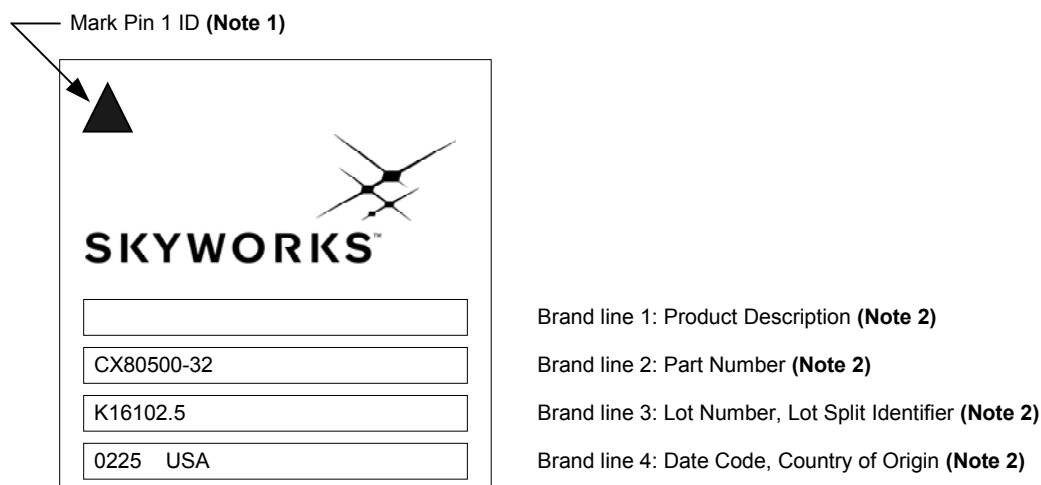 Mark Pin 1 ID (Note 1)
SKYWORKS™
Brand line 1: Product Description (Note 2)
CX80500-32
Brand line 2: Part Number (Note 2)
K16102.5
Brand line 3: Lot Number, Lot Split Identifier (Note 2)
0225 USA
Brand line 4: Date Code, Country of Origin (Note 2)